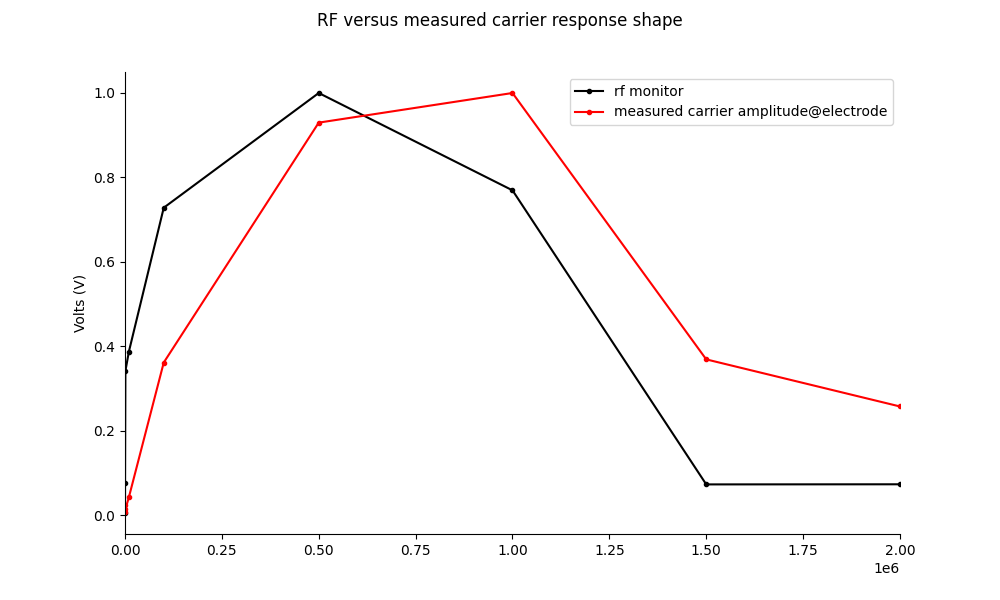 RF versus measured carrier response shape
rf monitor
measured carrier amplitude@electrode
Volts (V)
1.0
0.8
0.6
0.4
0.2
0.0
0.00 0.25 0.50 0.75 1.00 1.25 1.50 1.75 2.00
1e6